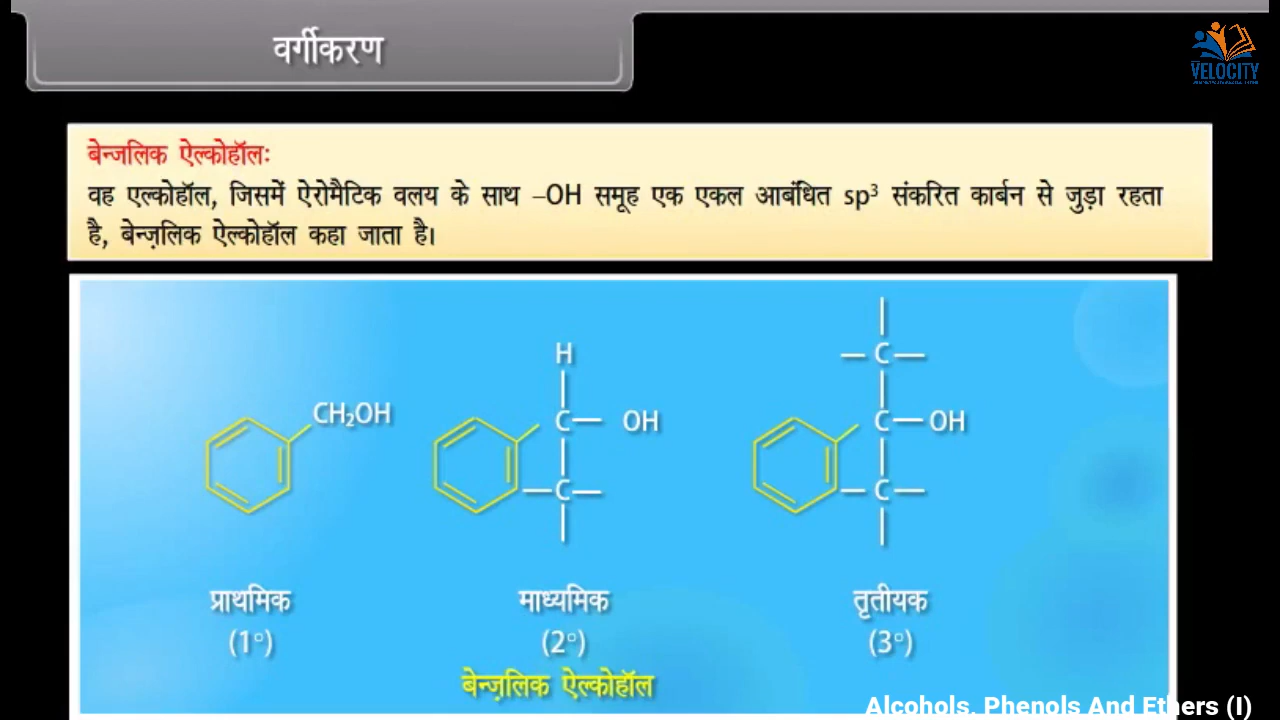 वर्गीकरण
VELOCITY
बेन्जलिक ऐल्कोहॉलः
वह एल्कोहॉल, जिसमें ऐरोमैटिक वलय के साथ –OH समूह एक एकल आबंधित sp³ संकरित कार्बन से जुड़ा रहता
है, बेन्ज़लिक ऐल्कोहॉल कहा जाता है।
CH₂OH
H
C OH
C
C
C OH
C
प्राथमिक माध्यमिक तृतीयक
(1°) (2°) (3°)
बेन्ज़लिक ऐल्कोहॉल
Alcohols, Phenols And Ethers (I)